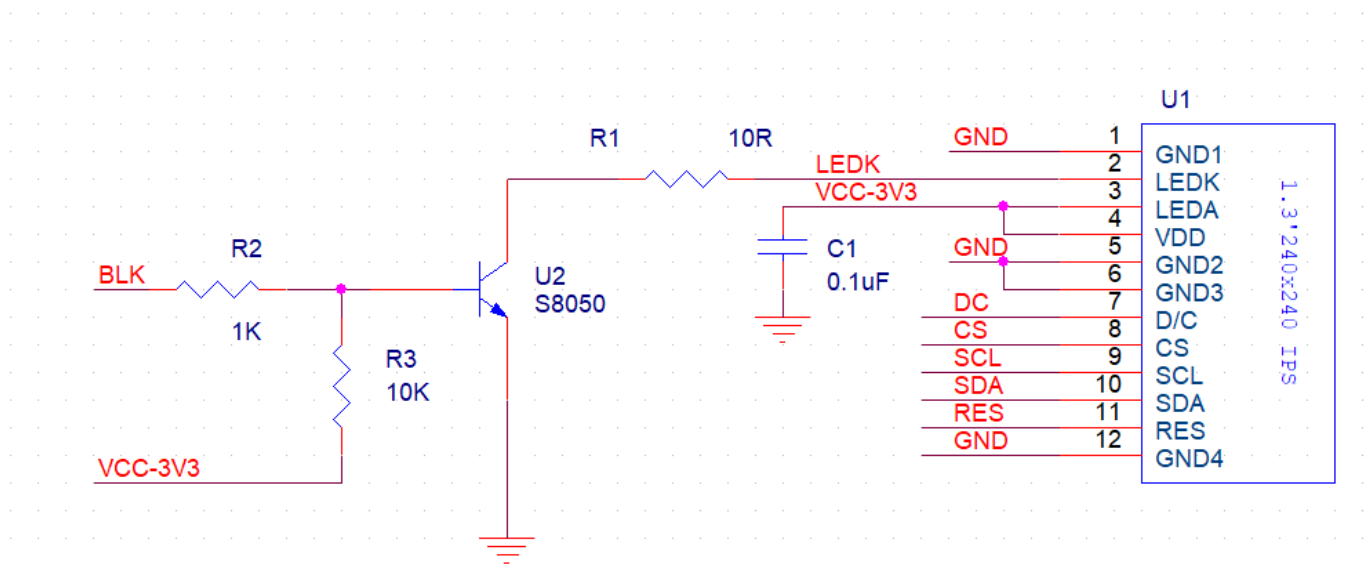 U1
R1 10R
GND 1 GND1
LEDK 2 LEDK
VCC-3V3 3 LEDA
4 VDD
GND 5 GND2
6 GND3
DC 7 D/C
CS 8 CS
SCL 9 SCL
SDA 10 SDA
RES 11 RES
GND 12 GND4
1.3'240x240 IPS
C1
0.1uF
R2
BLK
1K
U2
S8050
R3
10K
VCC-3V3